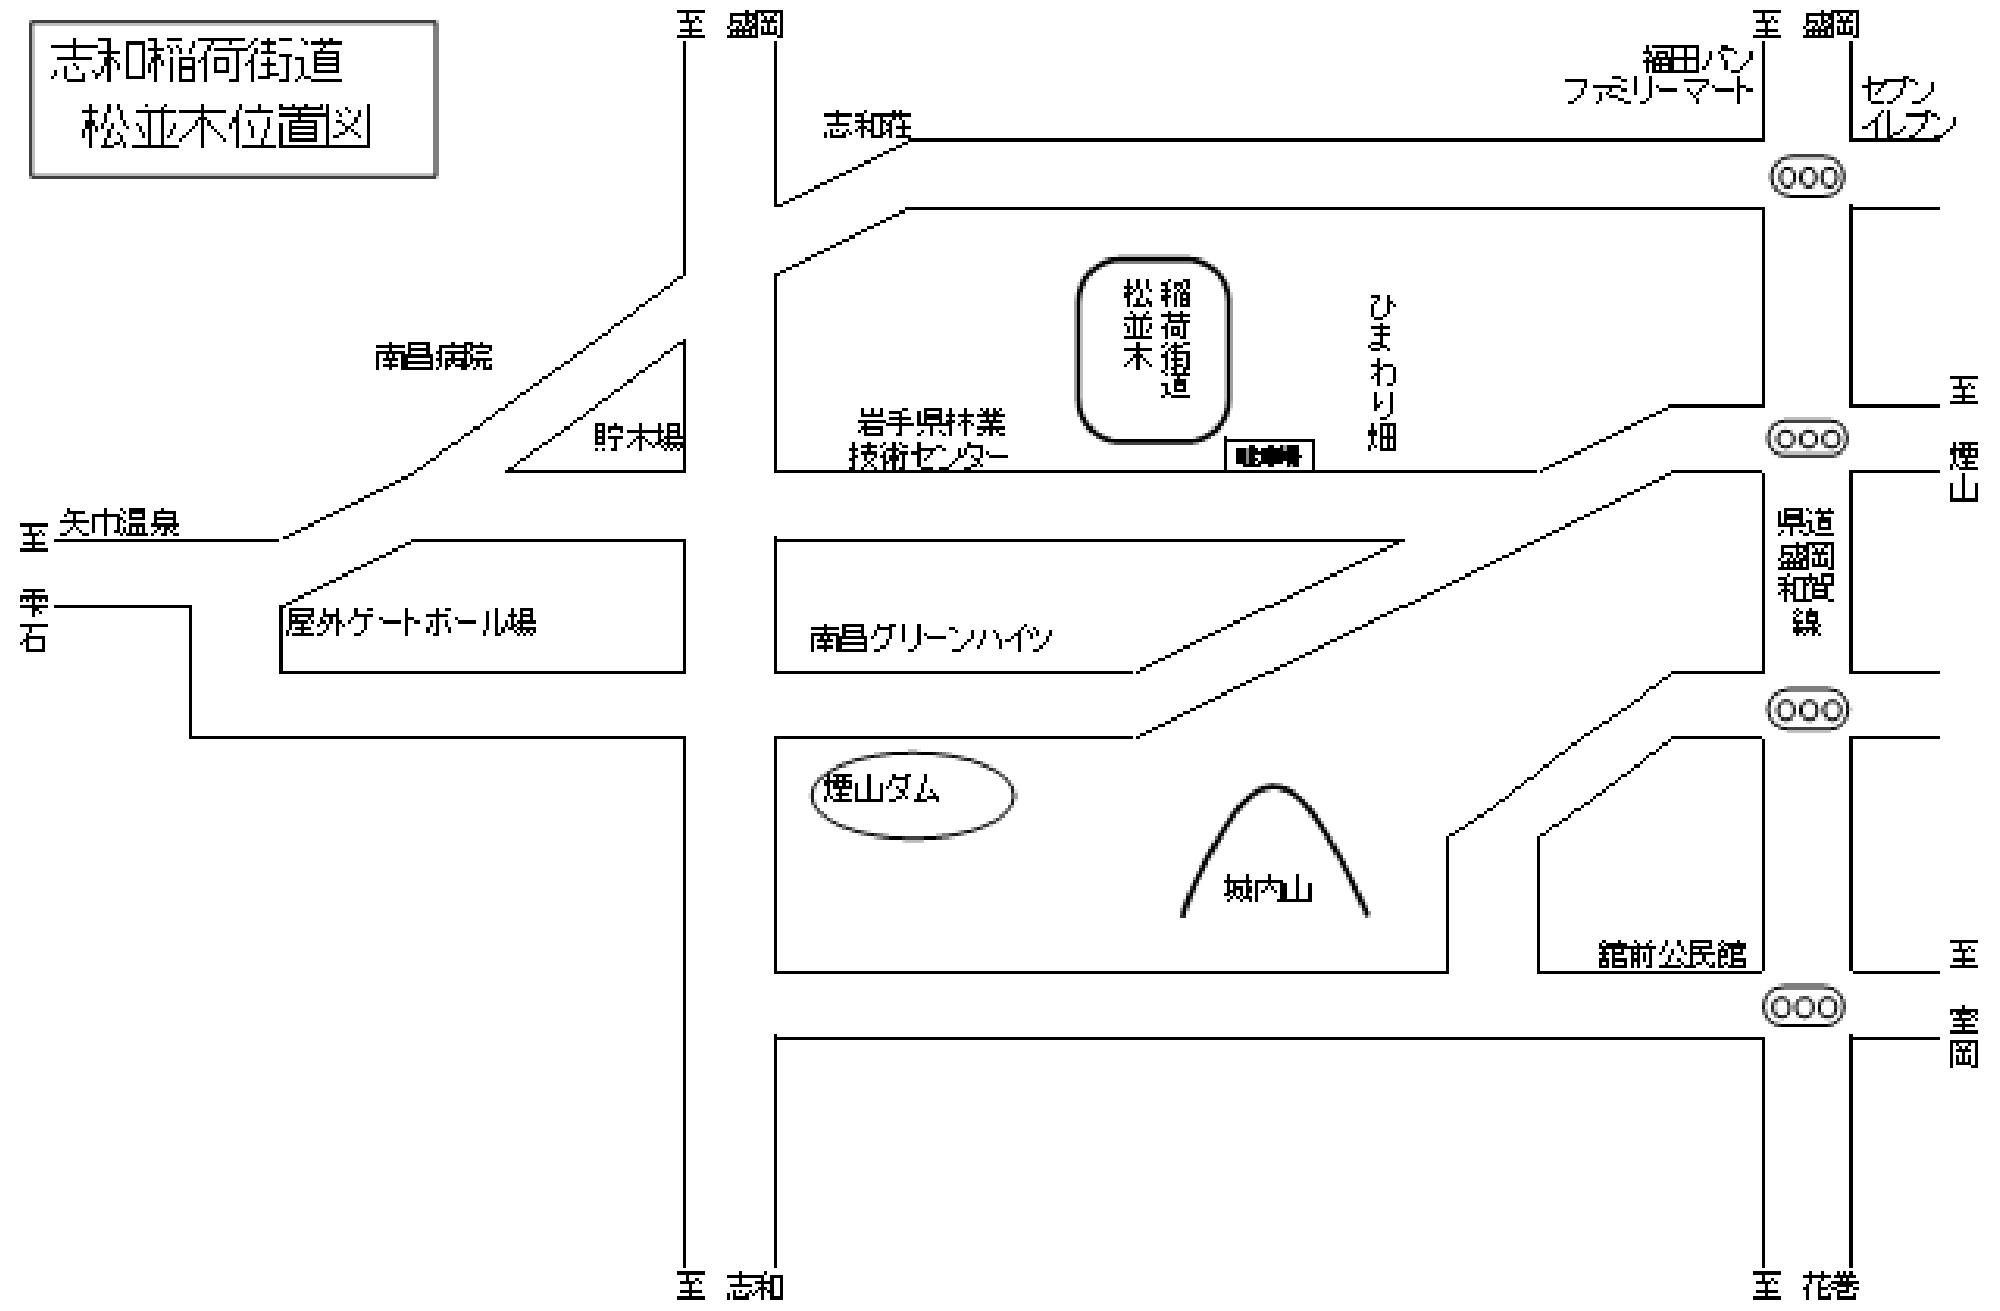 志和稲荷街道
松並木位置図
至 盛岡
至 盛岡
福田パン
ファミリーマート
セブン
イレブン
志和荘
稲荷街道
松並木
ひまわり畑
南昌病院
貯木場
岩手県林業
技術センター
駐車場
至 煙山
至 雫石
矢巾温泉
県道
盛岡
和賀
線
屋外ゲートボール場
南昌グリーンハイツ
煙山ダム
城内山
舘前公民館
至 室岡
至 志和
至 花巻